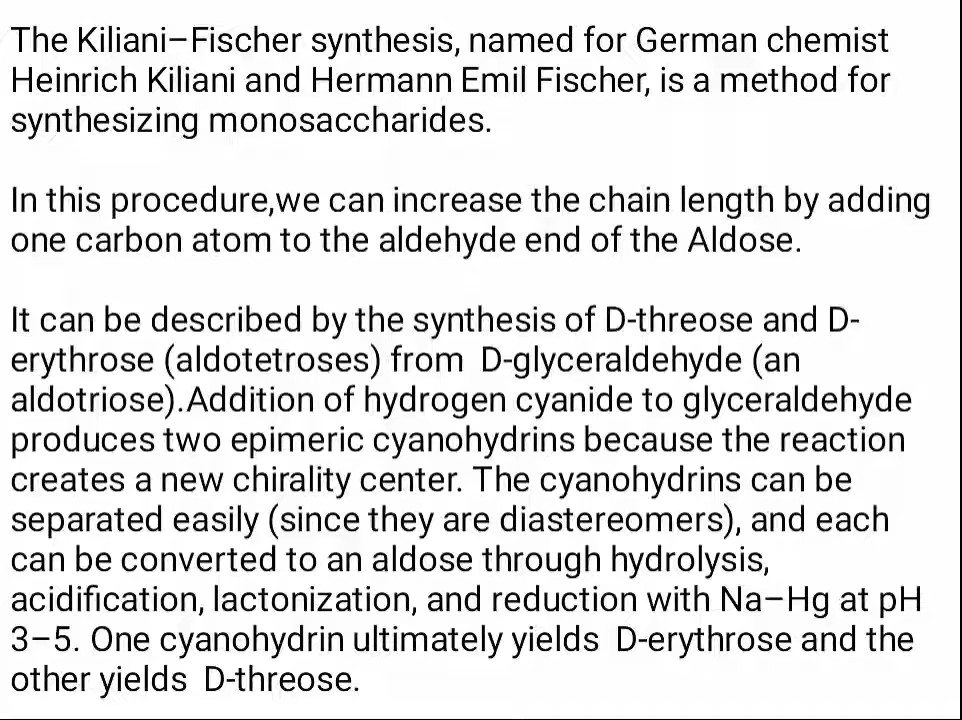 The Kiliani–Fischer synthesis, named for German chemist
Heinrich Kiliani and Hermann Emil Fischer, is a method for
synthesizing monosaccharides.
In this procedure,we can increase the chain length by adding
one carbon atom to the aldehyde end of the Aldose.
It can be described by the synthesis of D-threose and D-
erythrose (aldotetroses) from  D-glyceraldehyde (an
aldotriose).Addition of hydrogen cyanide to glyceraldehyde
produces two epimeric cyanohydrins because the reaction
creates a new chirality center. The cyanohydrins can be
separated easily (since they are diastereomers), and each
can be converted to an aldose through hydrolysis,
acidification, lactonization, and reduction with Na–Hg at pH
3–5. One cyanohydrin ultimately yields  D-erythrose and the
other yields  D-threose.